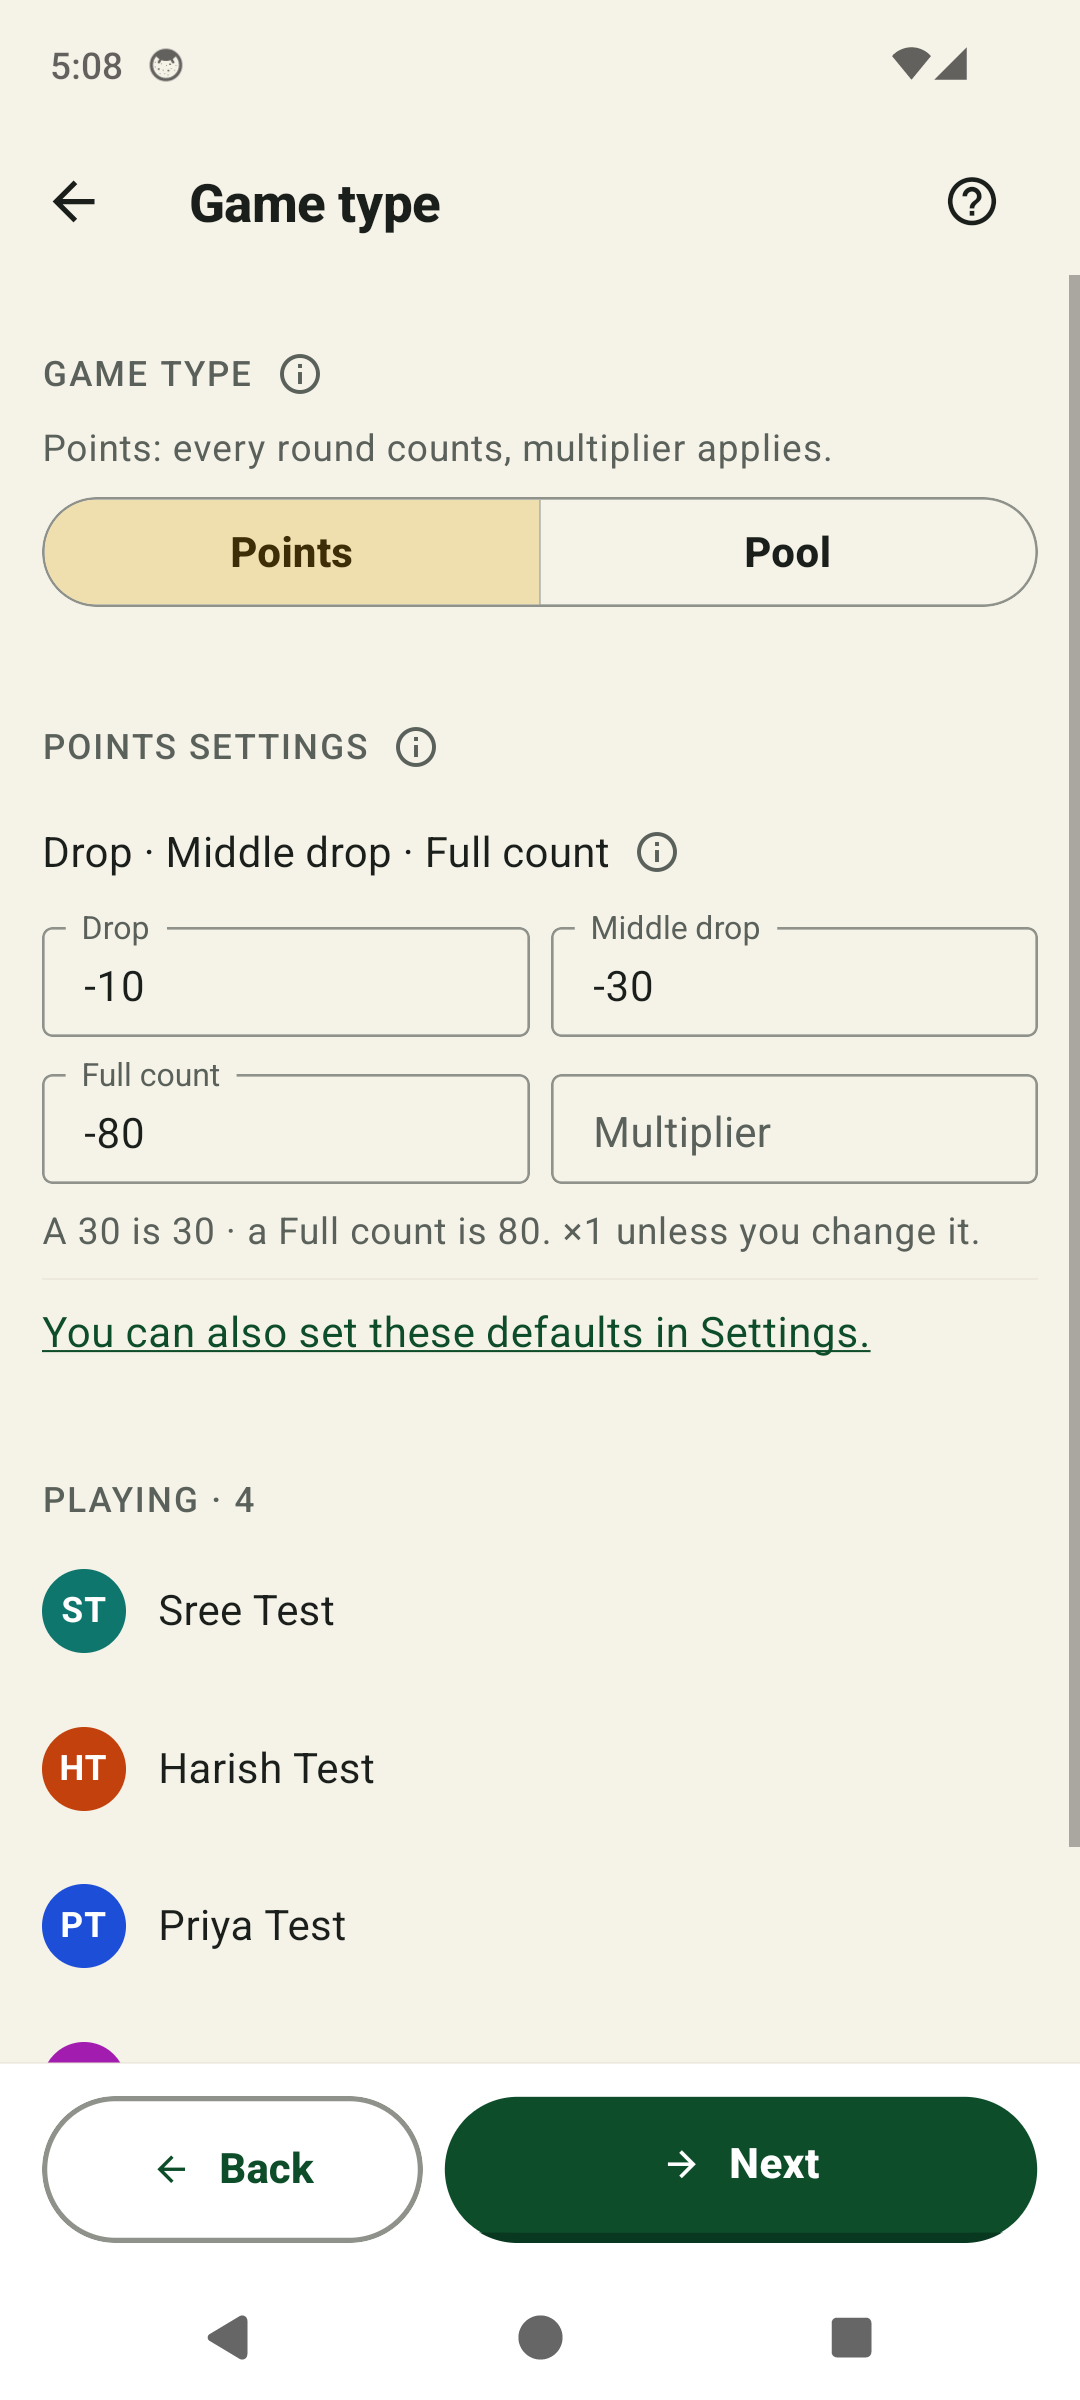 5:08
Game type
GAME TYPE
Points: every round counts, multiplier applies.
Points
Pool
POINTS SETTINGS
Drop · Middle drop · Full count
Drop
-10
Middle drop
-30
Full count
-80
Multiplier
A 30 is 30 · a Full count is 80. ×1 unless you change it.
You can also set these defaults in Settings.
PLAYING · 4
ST
Sree Test
HT
Harish Test
PT
Priya Test
Back
Next